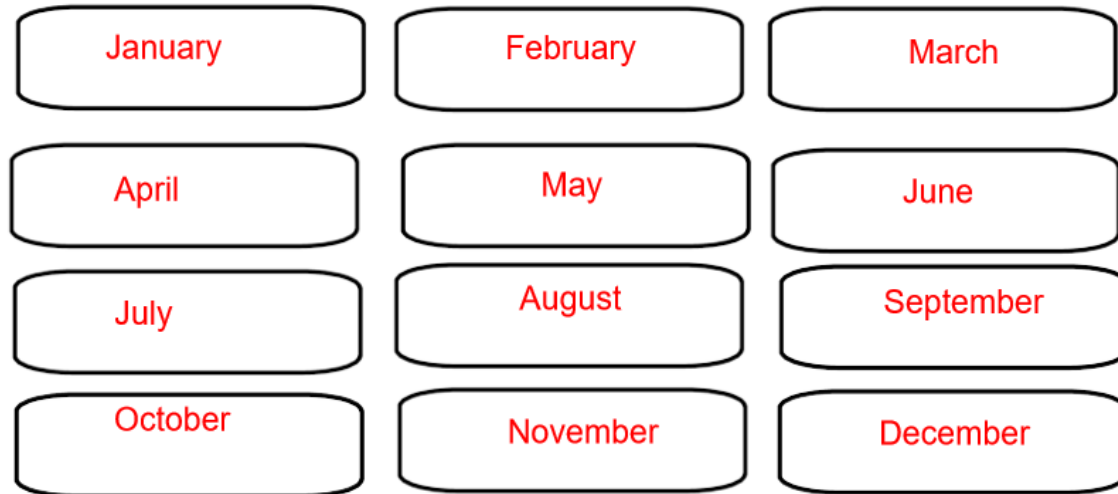 January February March
April May June
July August September
October November December